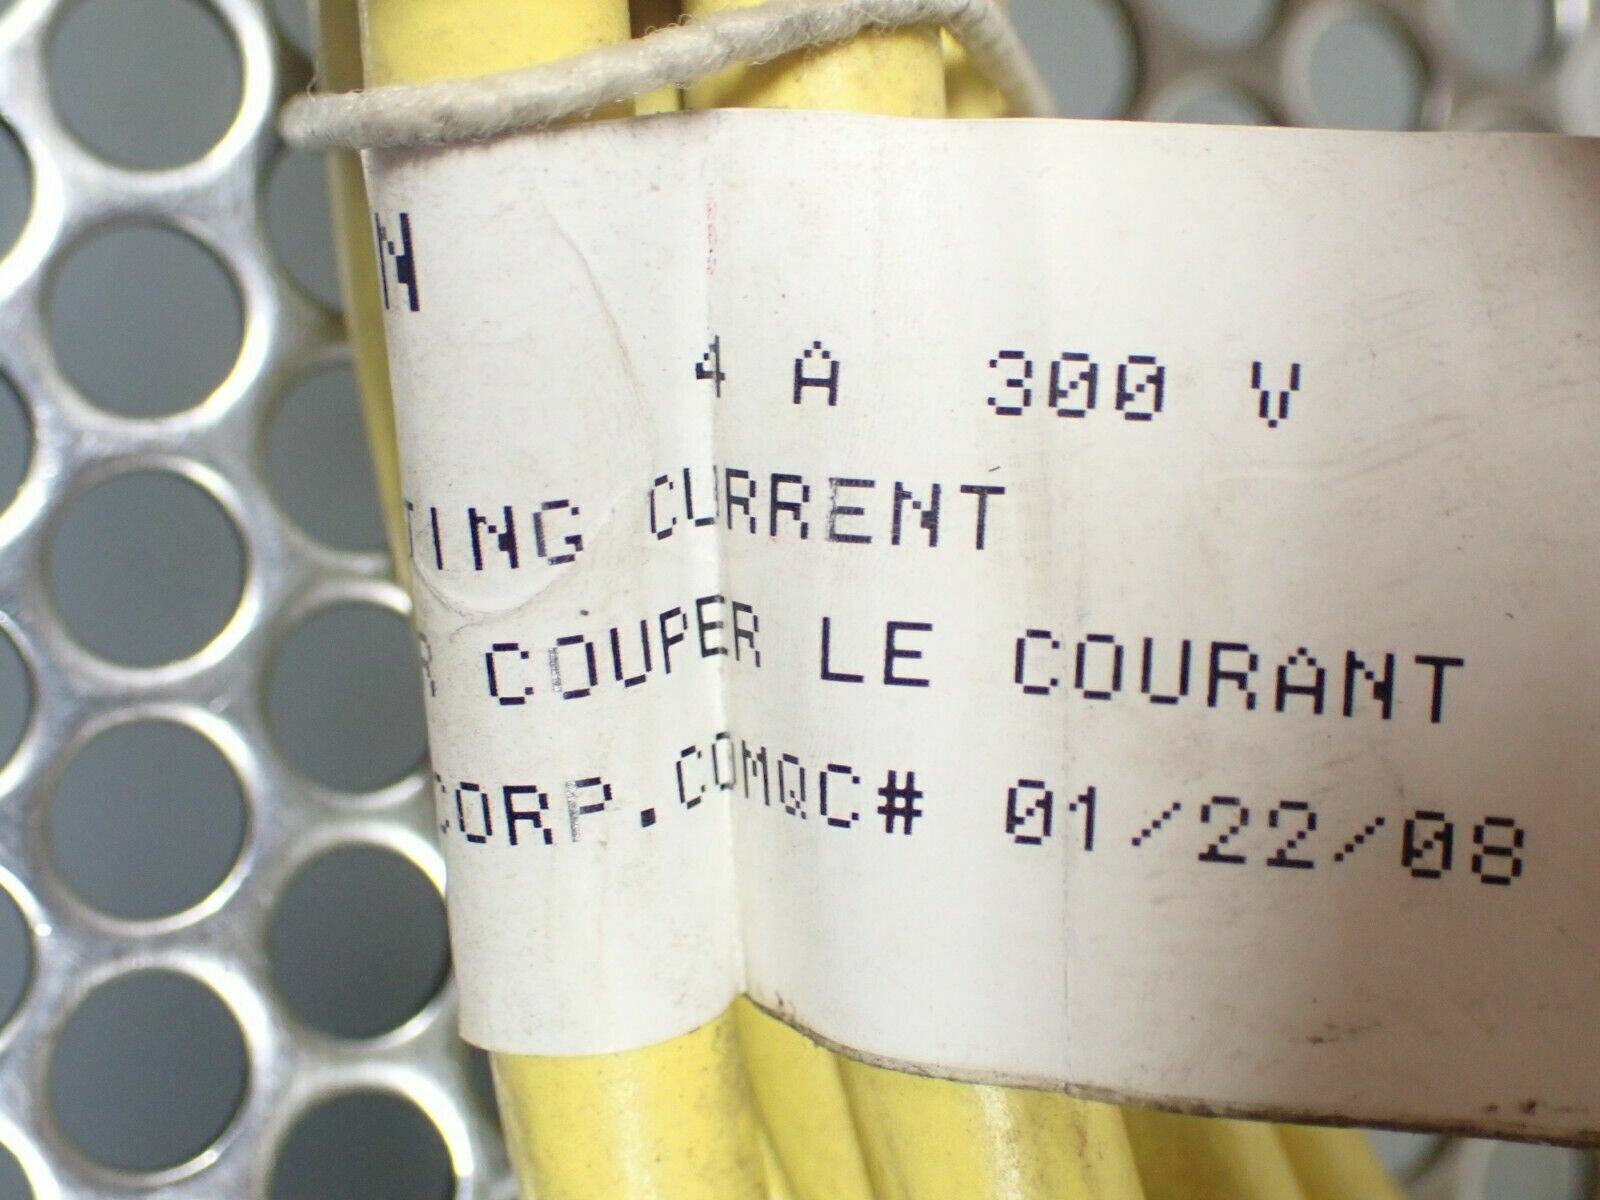 N
4 A 300 V
TING CURRENT
R COUPER LE COURANT
CORP.COMQC# 01/22/08